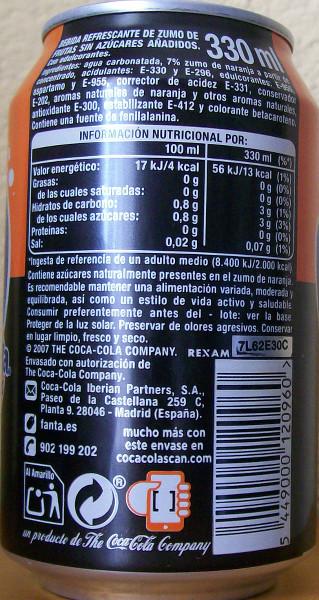 BEBIDA REFRESCANTE DE ZUMO DE
FRUTAS SIN AZÚCARES AÑADIDOS.
330 ml
Con edulcorantes.
Ingredientes: agua carbonatada, 7% zumo de naranja a partir de
concentrado, acidulantes: E-330 y E-296, edulcorantes:
aspartamo y E-955, corrector de acidez E-331, conservador
E-202, aromas naturales de naranja y otros aromas naturales,
antioxidante E-300, estabilizante E-412 y colorante betacaroteno.
Contiene una fuente de fenilalanina.
INFORMACIÓN NUTRICIONAL POR:
100 ml 330 ml (%*)
Valor energético: 17 kJ/4 kcal 56 kJ/13 kcal (1%)
Grasas: 0 g 0 g (0%)
de las cuales saturadas: 0 g 0 g (0%)
Hidratos de carbono: 0,8 g 3 g (1%)
de los cuales azúcares: 0,8 g 3 g (3%)
Proteínas: 0 g 0 g (0%)
Sal: 0,02 g 0,07 g (1%)
*Ingesta de referencia de un adulto medio (8.400 kJ/2.000 kcal)
Contiene azúcares naturalmente presentes en el zumo de naranja.
Es recomendable mantener una alimentación variada, moderada y
equilibrada, así como un estilo de vida activo y saludable.
Consumir preferentemente antes del - lote: ver la base.
Proteger de la luz solar. Preservar de olores agresivos. Conservar
en lugar limpio, fresco y seco.
© 2007 THE COCA-COLA COMPANY. REXAM 7L62E30C
Envasado con autorización de
The Coca-Cola Company.
Coca-Cola Iberian Partners, S.A.,
Paseo de la Castellana 259 C,
Planta 9. 28046 - Madrid (España).
fanta.es
902 199 202
mucho más con
este envase en
cocacolascan.com
Al Amarillo
®
[ ]
5 449000 120960 >
un producto de The Coca-Cola Company